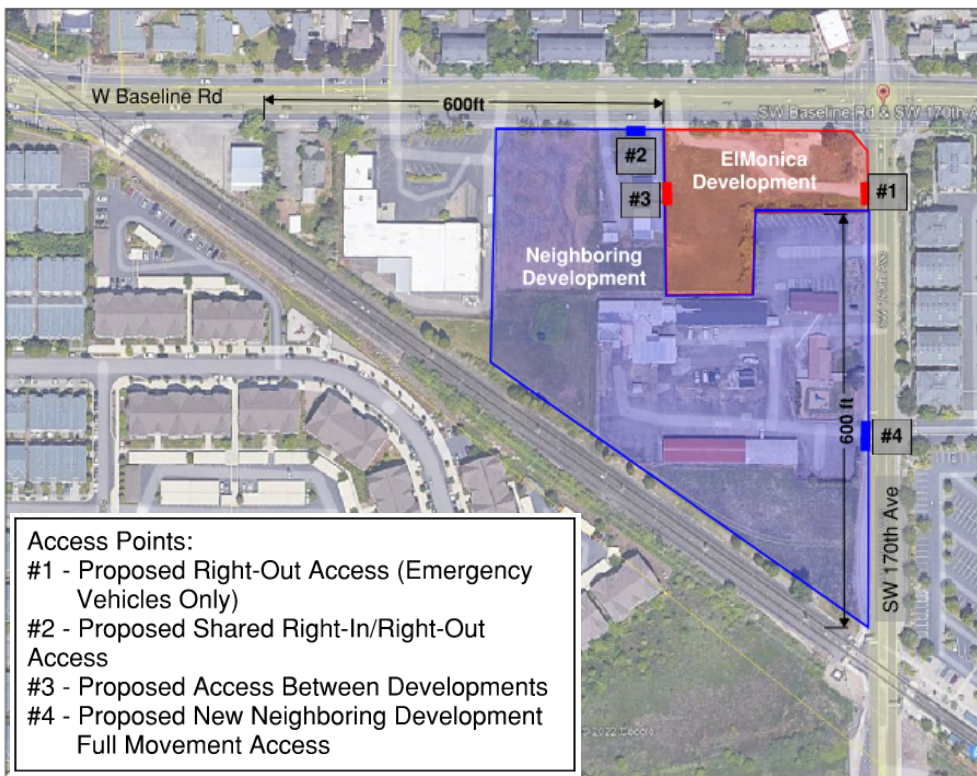 W Baseline Rd
600ft
SW Baseline Rd & SW 170th A
#2
ElMonica
Development
#3
#1
Neighboring
Development
600 ft
#4
SW 170th Ave
Access Points:
#1 - Proposed Right-Out Access (Emergency
Vehicles Only)
#2 - Proposed Shared Right-In/Right-Out
Access
#3 - Proposed Access Between Developments
#4 - Proposed New Neighboring Development
Full Movement Access